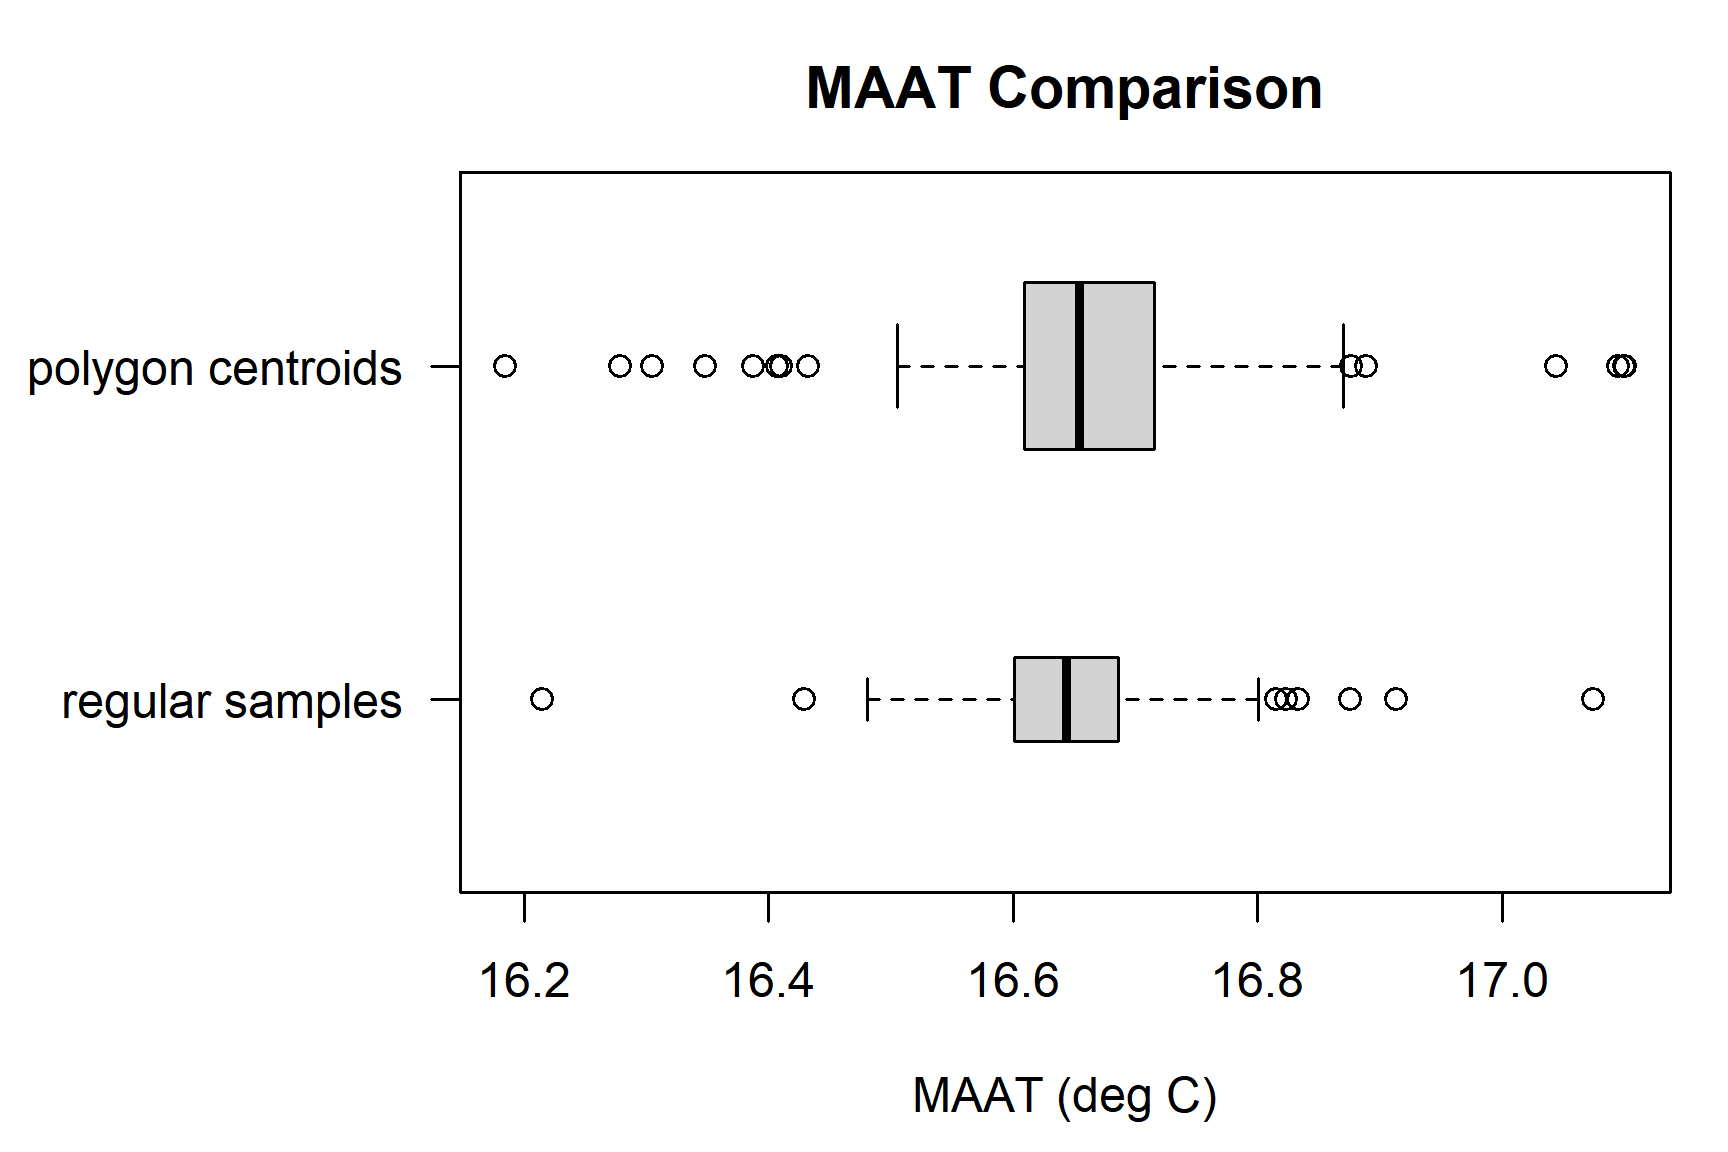 MAAT Comparison
polygon centroids
regular samples
16.2 16.4 16.6 16.8 17.0
MAAT (deg C)